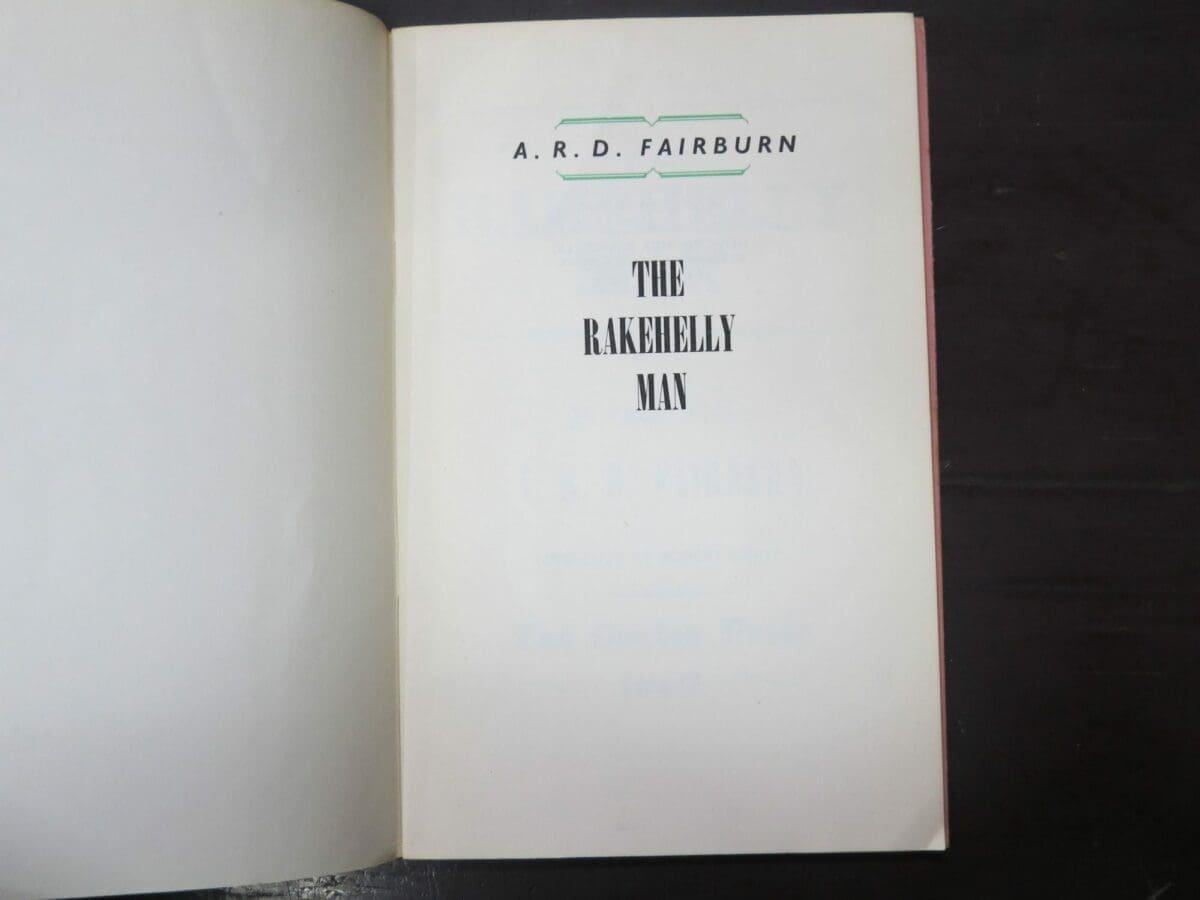 A. R. D. FAIRBURN
THE
RAKEHELLY
MAN